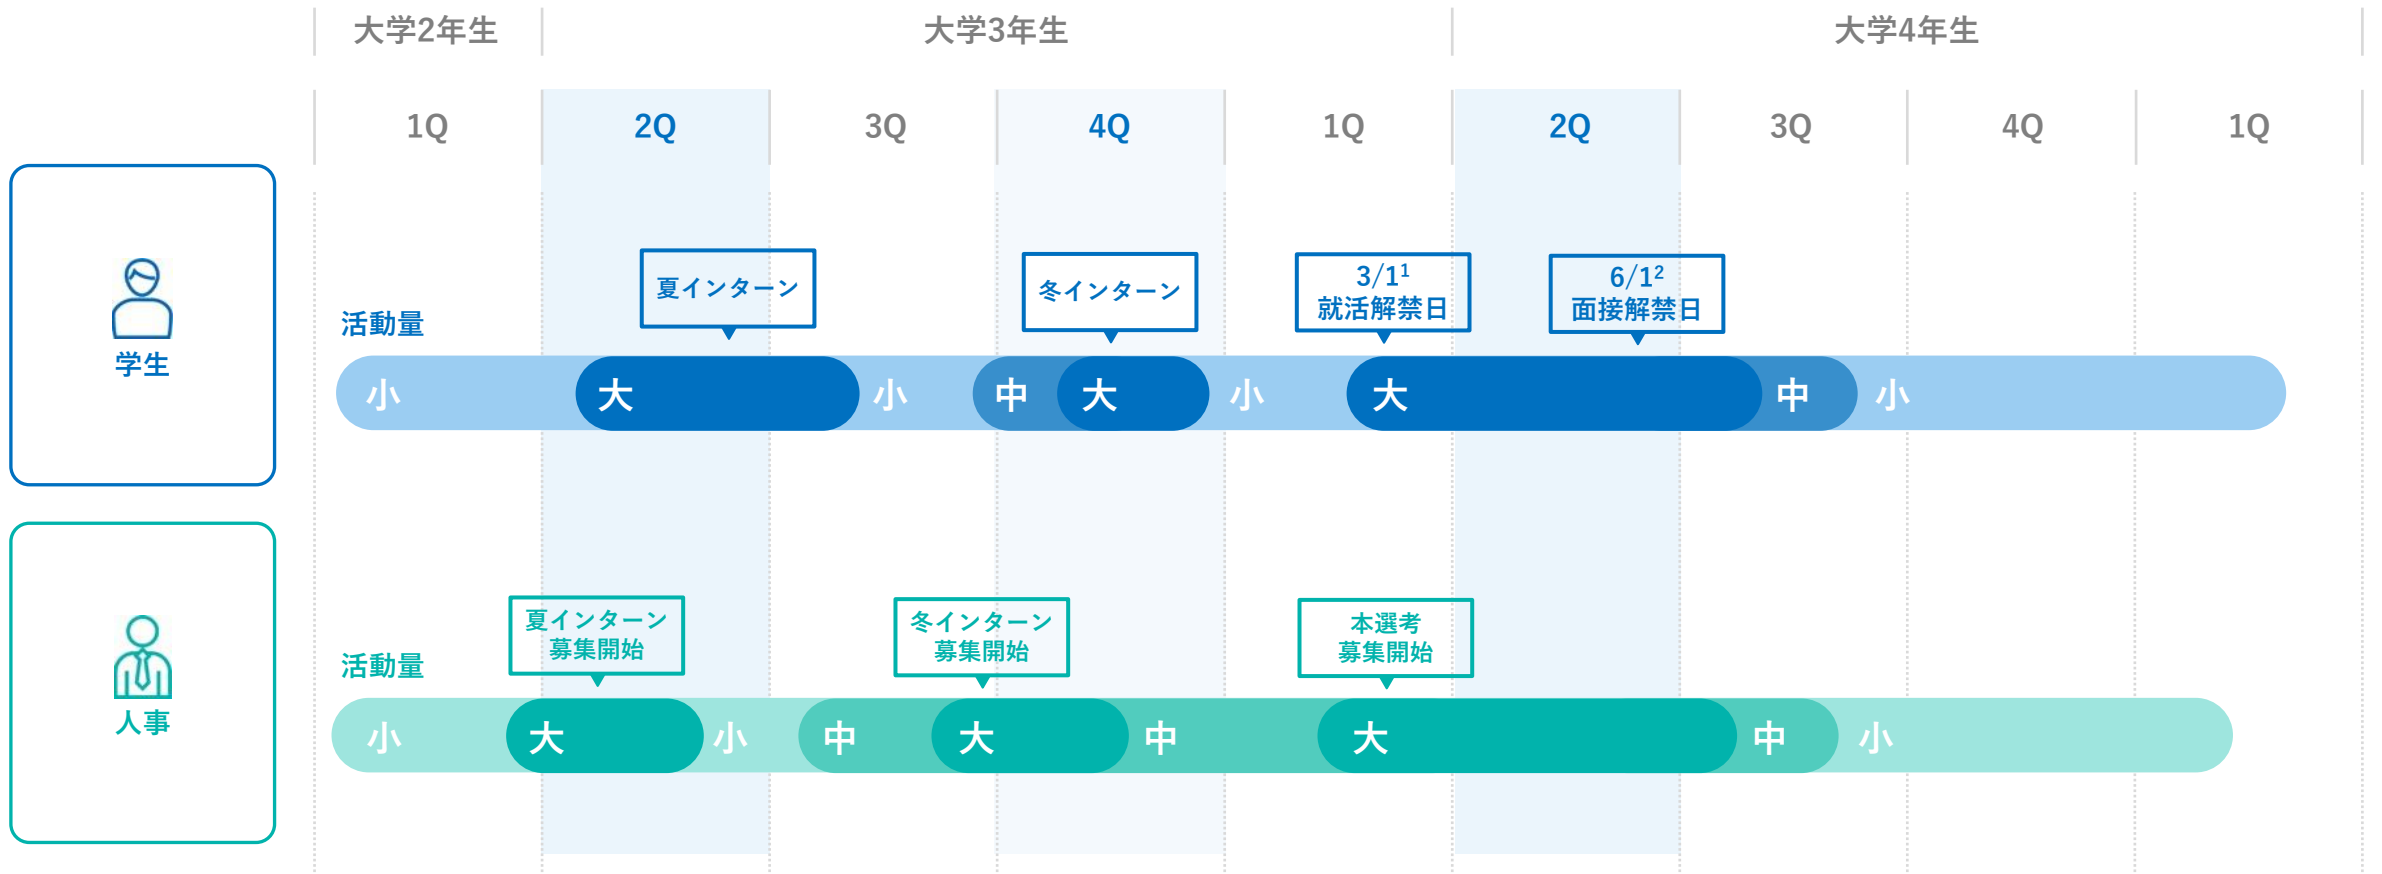 大学2年生
大学3年生
大学4年生
1Q
2Q
3Q
4Q
1Q
2Q
3Q
4Q
1Q
学生
活動量
夏インターン
冬インターン
3/1¹
就活解禁日
6/1²
面接解禁日
小
大
小
中
大
小
大
中
小
人事
活動量
夏インターン
募集開始
冬インターン
募集開始
本選考
募集開始
小
大
小
中
大
中
大
中
小